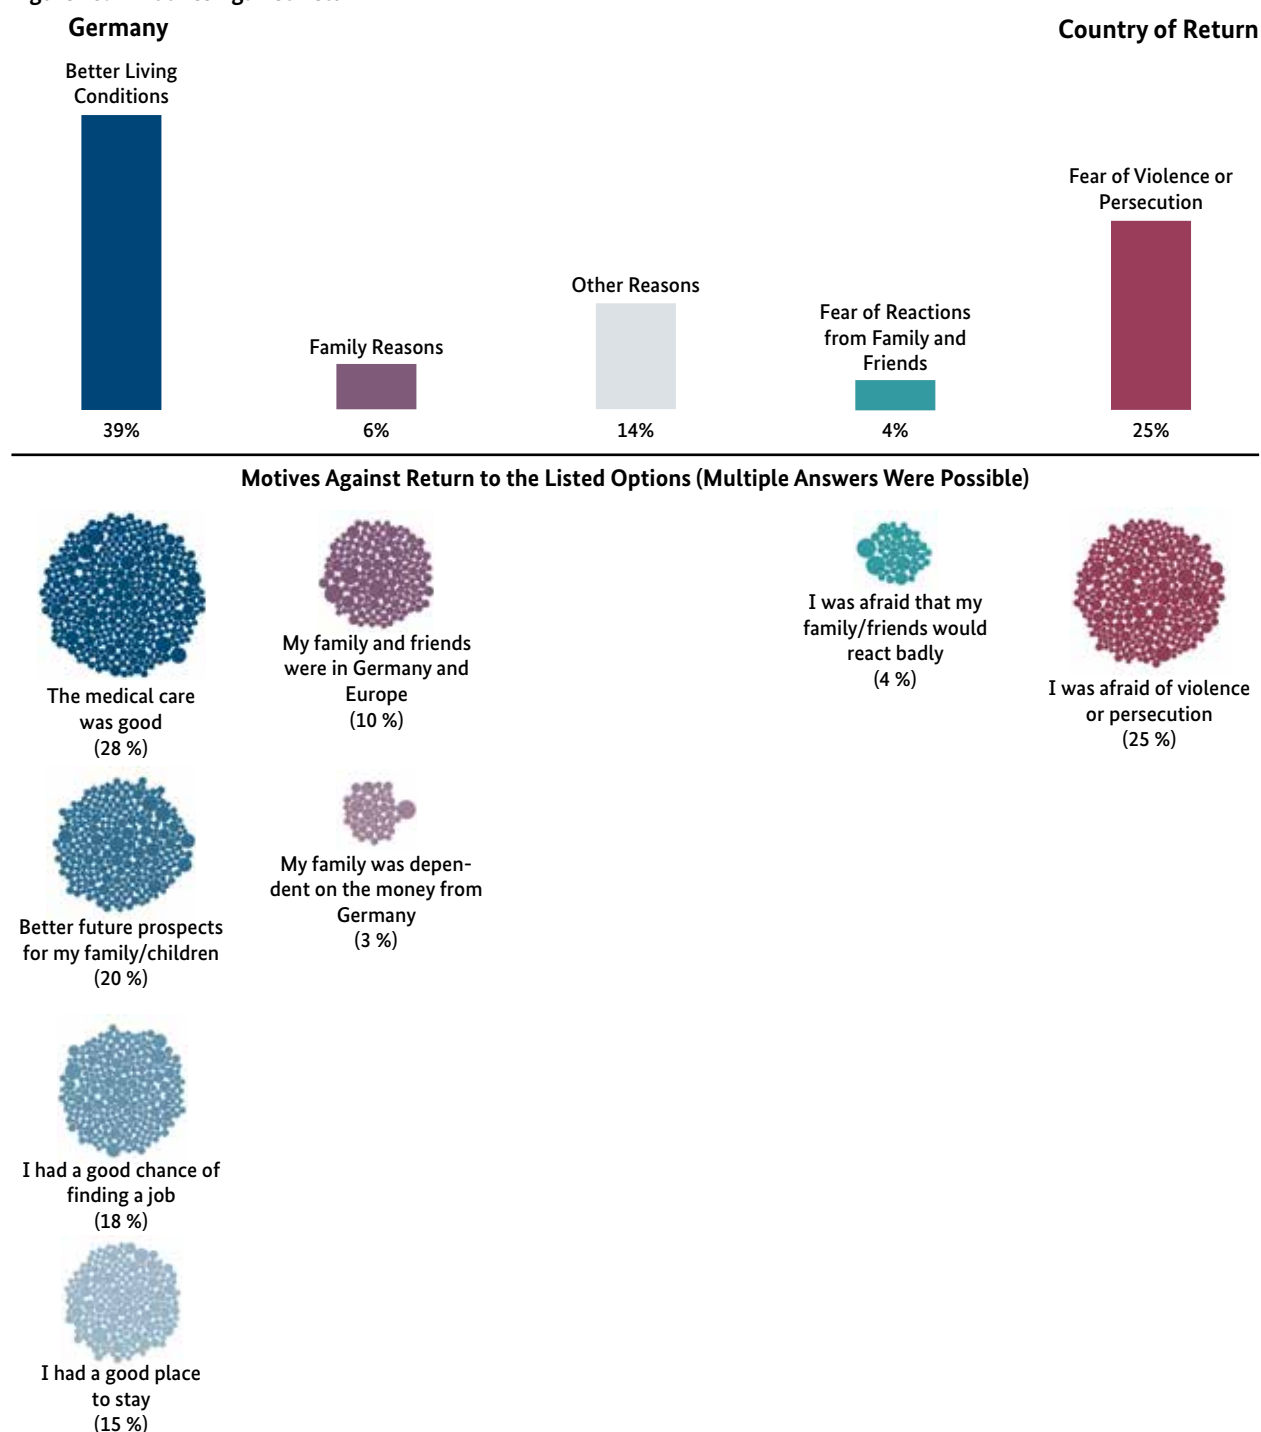 Germany
Country of Return
Better Living
Conditions
Fear of Violence or
Persecution
Other Reasons
Fear of Reactions
from Family and
Friends
Family Reasons
39%
6%
14%
4%
25%
Motives Against Return to the Listed Options (Multiple Answers Were Possible)
The medical care
was good
(28 %)
My family and friends
were in Germany and
Europe
(10 %)
I was afraid that my
family/friends would
react badly
(4 %)
I was afraid of violence
or persecution
(25 %)
Better future prospects
for my family/children
(20 %)
My family was depen-
dent on the money from
Germany
(3 %)
I had a good chance of
finding a job
(18 %)
I had a good place
to stay
(15 %)